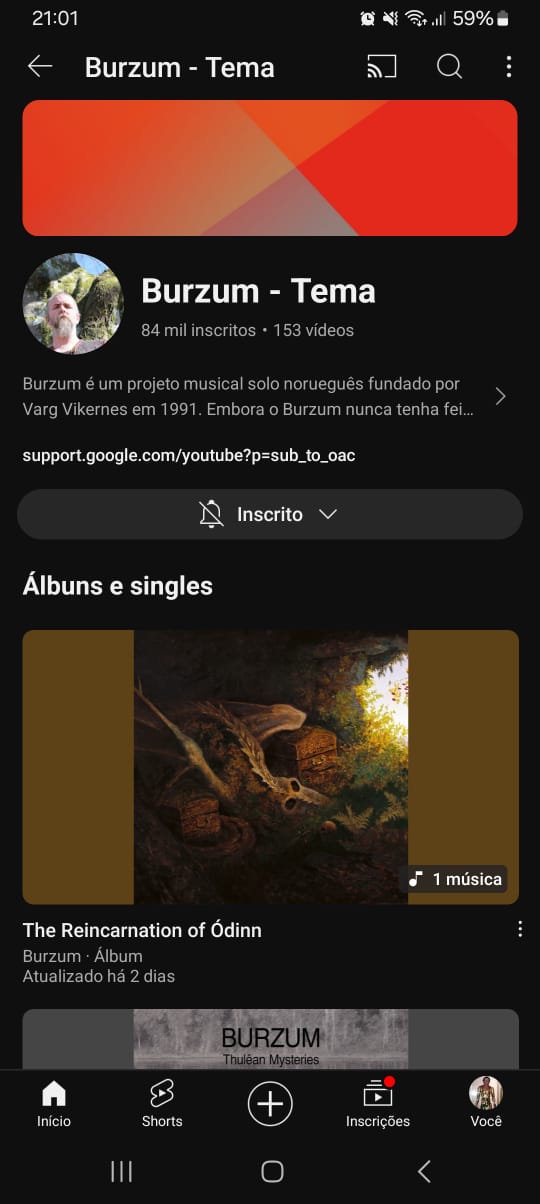 21:01
59%
Burzum - Tema
Burzum - Tema
84 mil inscritos • 153 vídeos
Burzum é um projeto musical solo norueguês fundado por
Varg Vikernes em 1991. Embora o Burzum nunca tenha fei...
support.google.com/youtube?p=sub_to_oac
Inscrito
Álbuns e singles
1 música
The Reincarnation of Ódinn
Burzum · Álbum
Atualizado há 2 dias
BURZUM
Thulêan Mysteries
Início
Shorts
Inscrições
Você